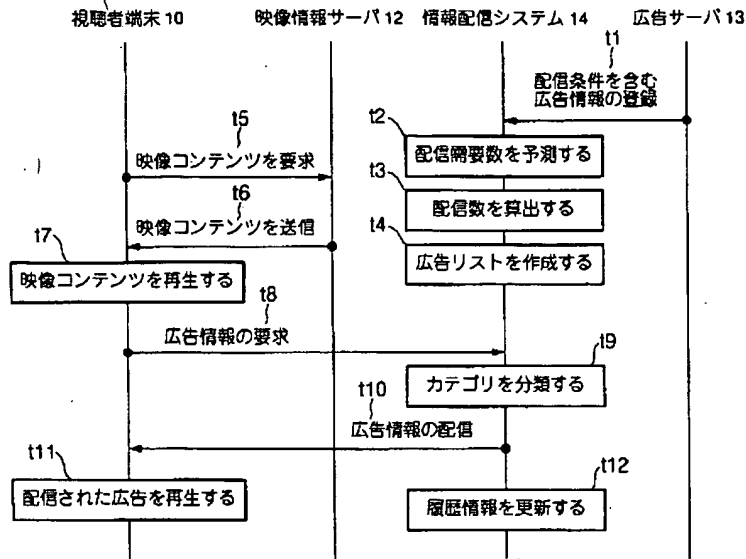 視聴者端末 10 映像情報サーバ 12 情報配信システム 14 広告サーバ 13
t1
配信条件を含む
広告情報の登録
t2
配信需要数を予測する
t3
配信数を算出する
t4
広告リストを作成する
t5
映像コンテンツを要求
t6
映像コンテンツを送信
t7
映像コンテンツを再生する
t8
広告情報の要求
t9
カテゴリを分類する
t10
広告情報の配信
t11
配信された広告を再生する
t12
履歴情報を更新する